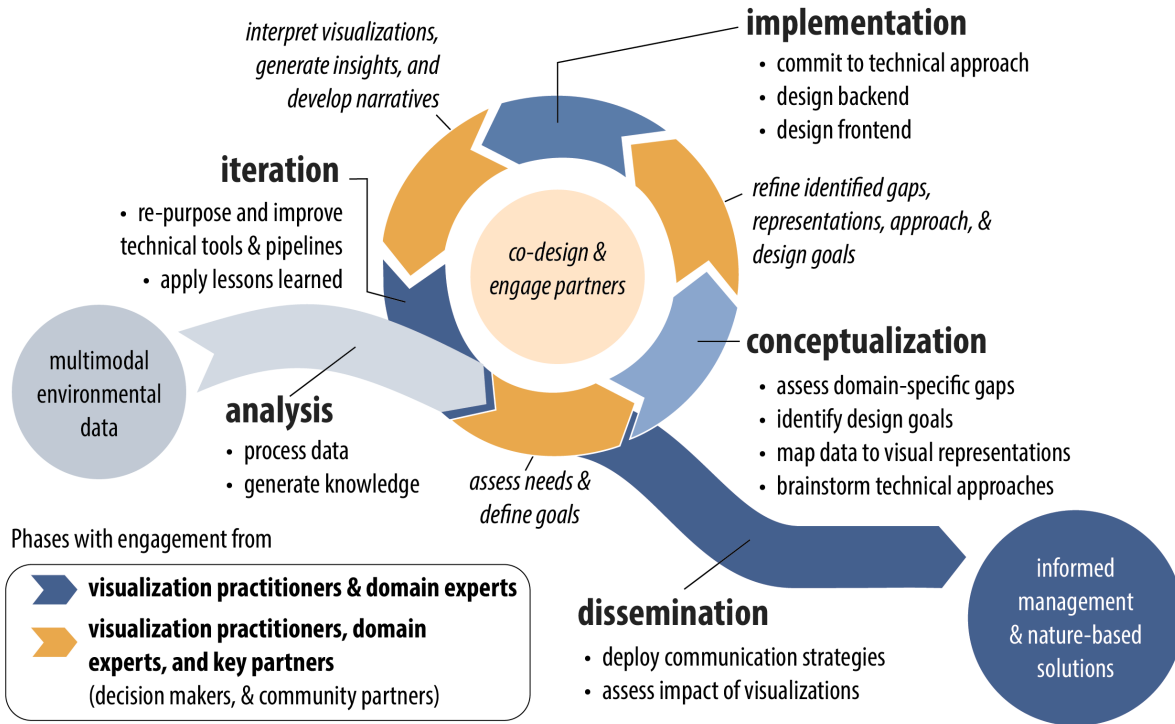 interpret visualizations,
generate insights, and
develop narratives
implementation
• commit to technical approach
• design backend
• design frontend
iteration
• re-purpose and improve
technical tools & pipelines
• apply lessons learned
refine identified gaps,
representations, approach, &
design goals
co-design &
engage partners
multimodal
environmental
data
analysis
• process data
• generate knowledge
conceptualization
• assess domain-specific gaps
• identify design goals
• map data to visual representations
• brainstorm technical approaches
assess needs &
define goals
Phases with engagement from
visualization practitioners & domain experts
visualization practitioners, domain
experts, and key partners
(decision makers, & community partners)
dissemination
• deploy communication strategies
• assess impact of visualizations
informed
management
& nature-based
solutions